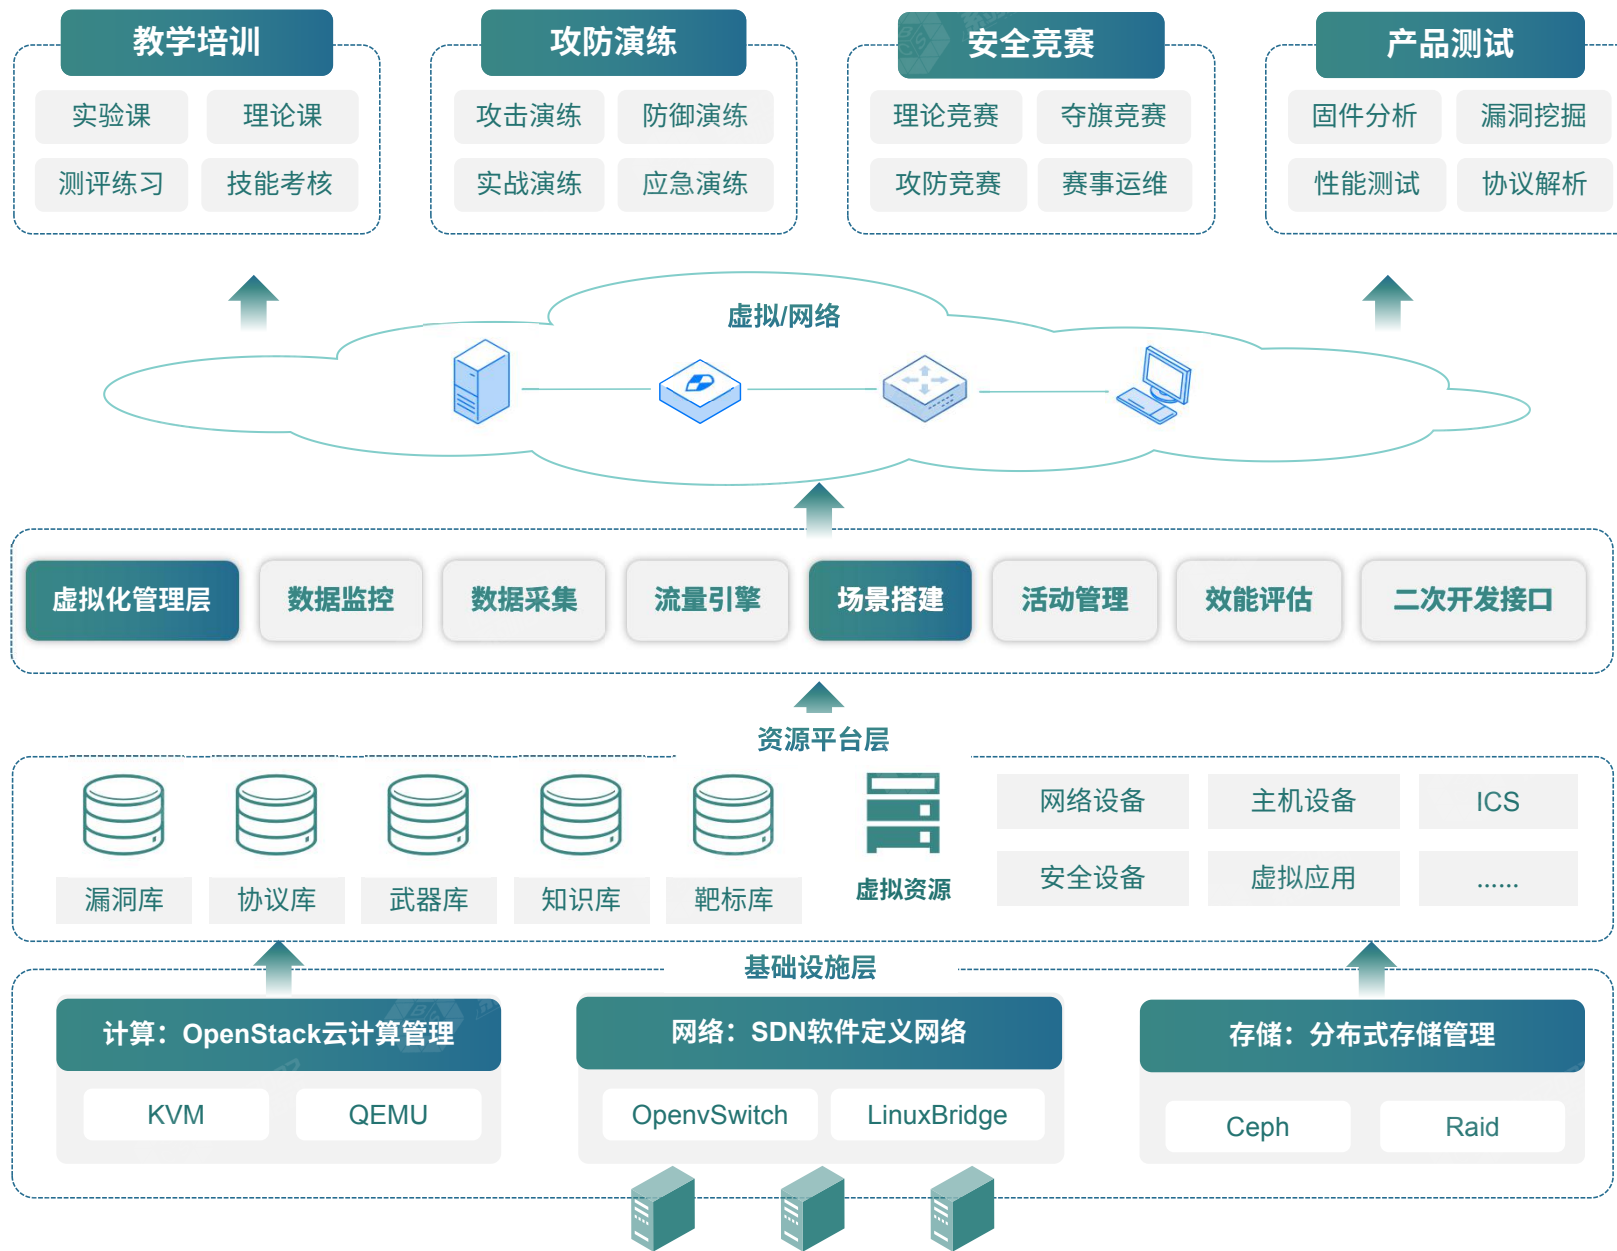 教学培训
攻防演练
安全竞赛
产品测试
实验课
理论课
攻击演练
防御演练
理论竞赛
夺旗竞赛
固件分析
漏洞挖掘
测评练习
技能考核
实战演练
应急演练
攻防竞赛
赛事运维
性能测试
协议解析
虚拟/网络
虚拟化管理层
数据监控
数据采集
流量引擎
场景搭建
活动管理
效能评估
二次开发接口
资源平台层
网络设备
主机设备
ICS
漏洞库
协议库
武器库
知识库
靶标库
虚拟资源
安全设备
虚拟应用
......
基础设施层
计算：OpenStack云计算管理
网络：SDN软件定义网络
存储：分布式存储管理
KVM
QEMU
OpenvSwitch
LinuxBridge
Ceph
Raid